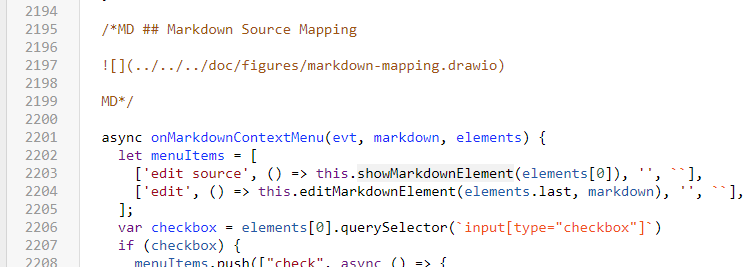 2194
2195 /*MD ## Markdown Source Mapping
2196
2197 ![](../../../doc/figures/markdown-mapping.drawio)
2198
2199 MD*/
2200
2201 async onMarkdownContextMenu(evt, markdown, elements) {
2202 let menuItems = [
2203 ['edit source', () => this.showMarkdownElement(elements[0]), '', ``],
2204 ['edit', () => this.editMarkdownElement(elements.last, markdown), '', ``],
2205 ];
2206 var checkbox = elements[0].querySelector(`input[type="checkbox"]`)
2207 if (checkbox) {
2208 menuItems.push(["check", async () => {